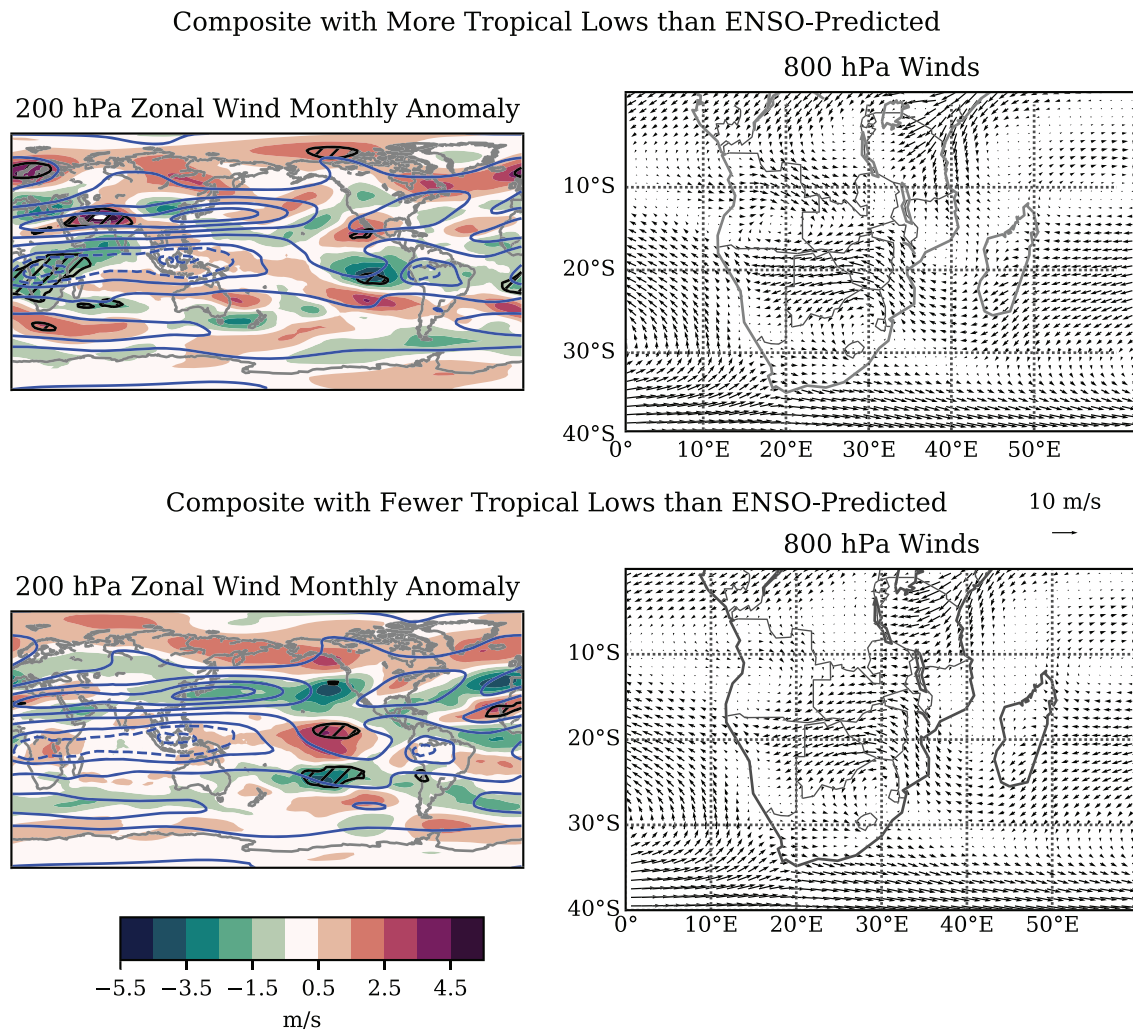 Composite with More Tropical Lows than ENSO-Predicted
200 hPa Zonal Wind Monthly Anomaly
800 hPa Winds
10°S
20°S
30°S
40°S
0° 10°E 20°E 30°E 40°E 50°E
Composite with Fewer Tropical Lows than ENSO-Predicted
10 m/s
200 hPa Zonal Wind Monthly Anomaly
800 hPa Winds
10°S
20°S
30°S
40°S
0° 10°E 20°E 30°E 40°E 50°E
−5.5 −3.5 −1.5 0.5 2.5 4.5
m/s